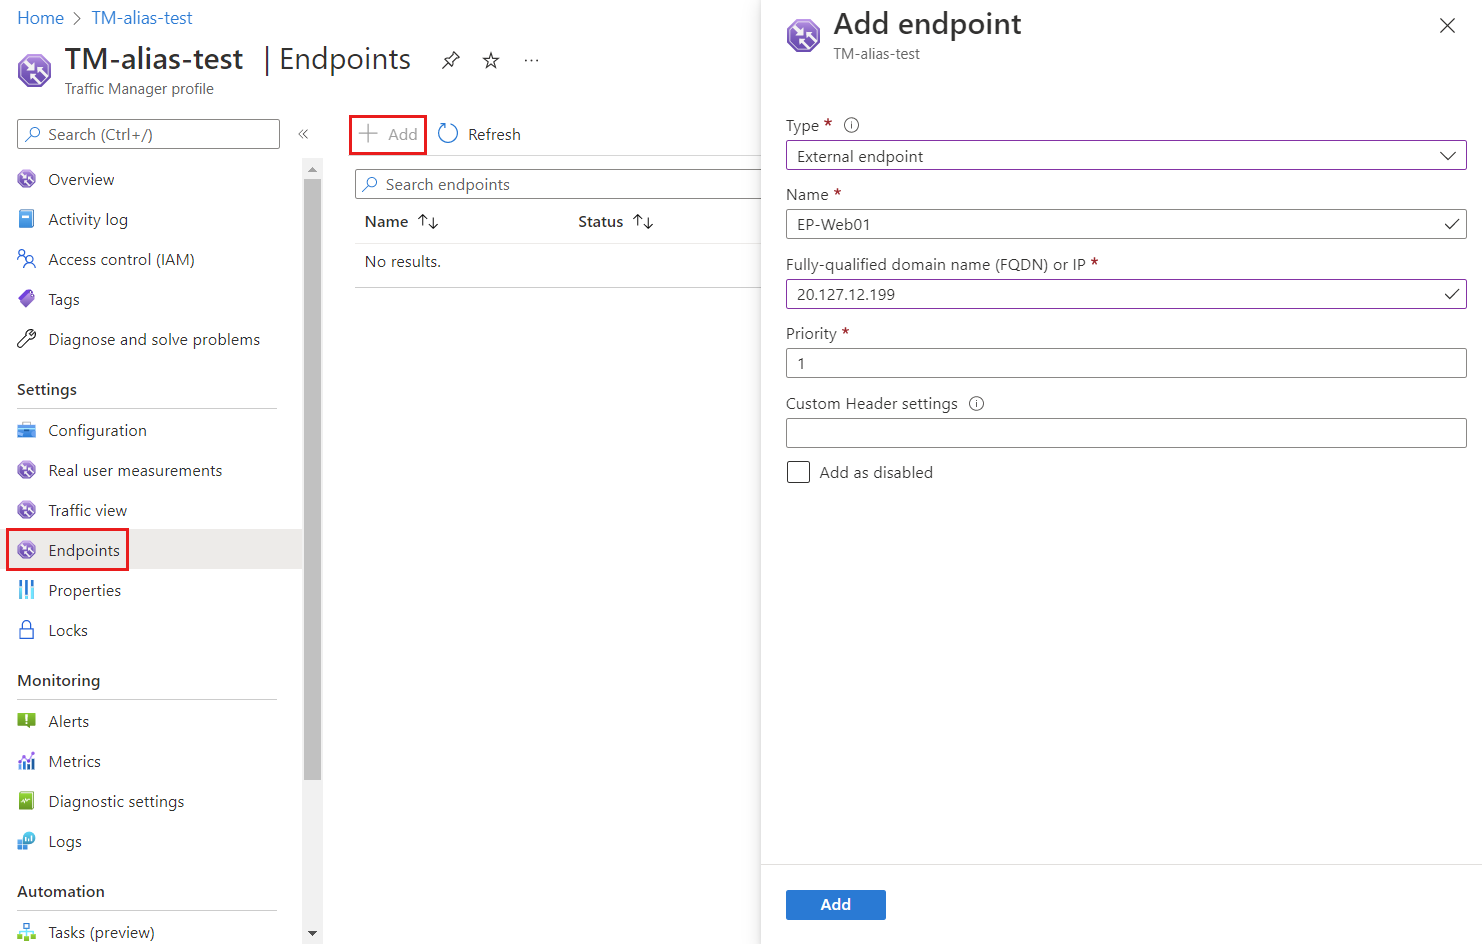 Home > TM-alias-test
TM-alias-test | Endpoints
Traffic Manager profile
Search (Ctrl+/)
Overview
Activity log
Access control (IAM)
Tags
Diagnose and solve problems
Settings
Configuration
Real user measurements
Traffic view
Endpoints
Properties
Locks
Monitoring
Alerts
Metrics
Diagnostic settings
Logs
Automation
Tasks (preview)
Add Refresh
Search endpoints
Name Status
No results.
Add endpoint
TM-alias-test
Type *
External endpoint
Name *
EP-Web01
Fully-qualified domain name (FQDN) or IP *
20.127.12.199
Priority *
1
Custom Header settings
Add as disabled
Add